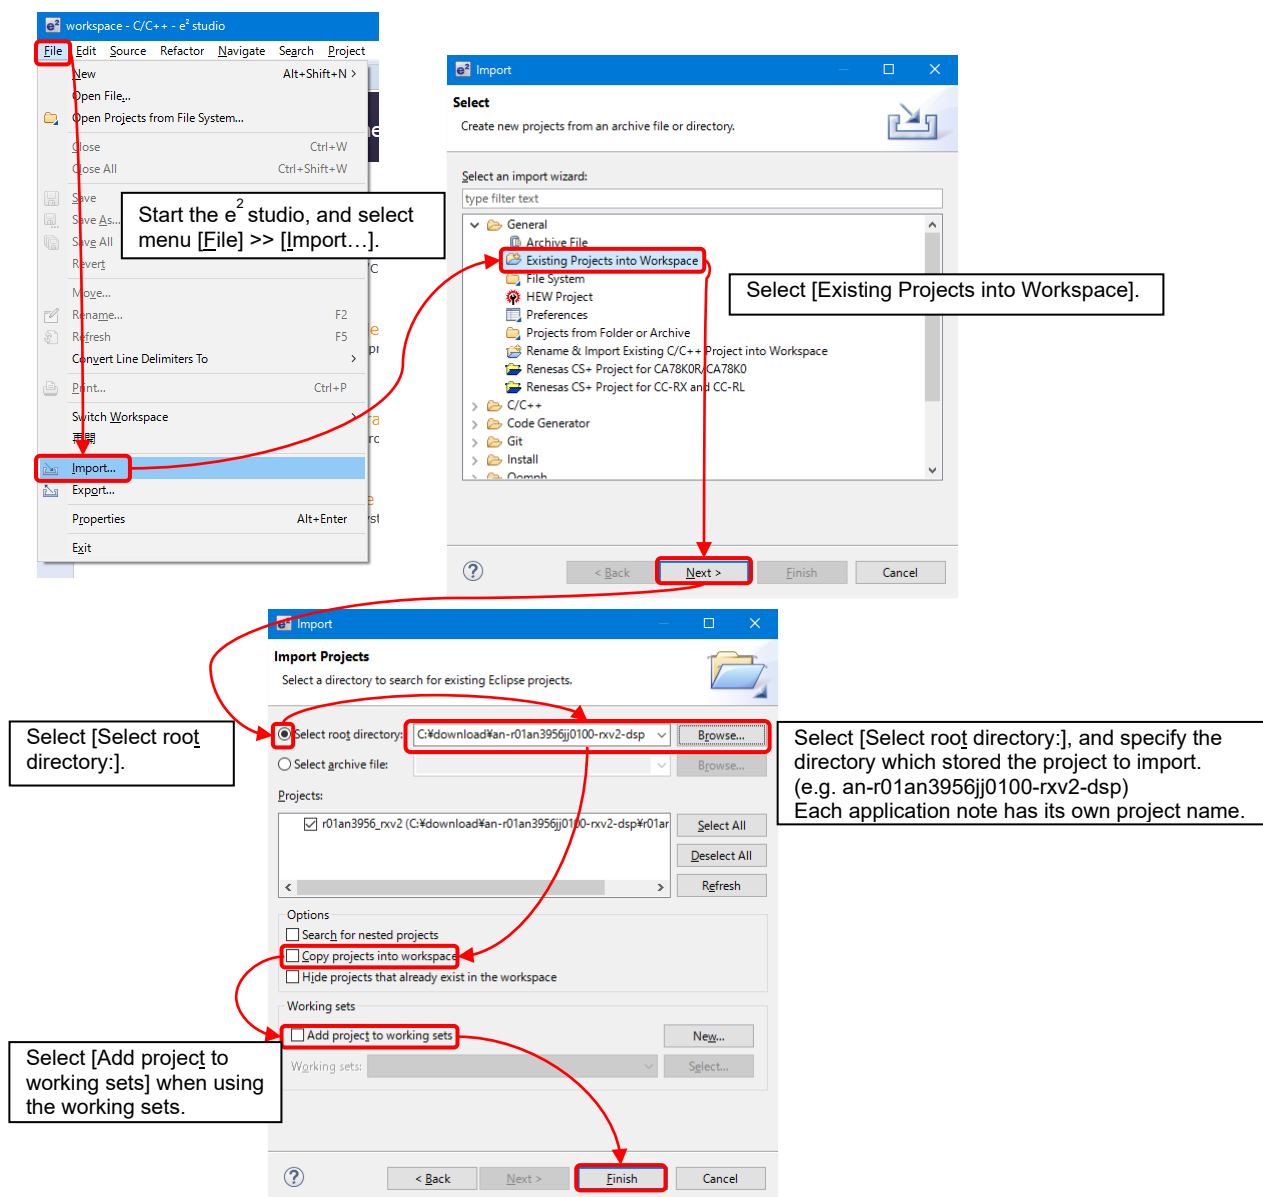 workspace - C/C++ - e² studio
File Edit Source Refactor Navigate Search Project
New Alt+Shift+N >
Open File...
Open Projects from File System...
Close Ctrl+W
Close All Ctrl+Shift+W
Save
Save As...
Save All
Revert
Move...
Rename... F2
Refresh F5
Convert Line Delimiters To >
Print... Ctrl+P
Switch Workspace
再開
Import...
Export...
Properties Alt+Enter
Exit
Start the e² studio, and select
menu [File] >> [Import…].
Import
Select
Create new projects from an archive file or directory.
Select an import wizard:
type filter text
General
Archive File
Existing Projects into Workspace
File System
HEW Project
Preferences
Projects from Folder or Archive
Rename & Import Existing C/C++ Project into Workspace
Renesas CS+ Project for CA78K0R/CA78K0
Renesas CS+ Project for CC-RX and CC-RL
> C/C++
> Code Generator
> Git
> Install
> Oomph
? < Back Next > Finish Cancel
Select [Existing Projects into Workspace].
Import
Import Projects
Select a directory to search for existing Eclipse projects.
Select root directory: C:¥download¥an-r01an3956jj0100-rxv2-dsp Browse...
Select archive file: Browse...
Projects:
r01an3956_rxv2 (C:¥download¥an-r01an3956jj0100-rxv2-dsp¥r01ar Select All
Deselect All
Refresh
Options
Search for nested projects
Copy projects into workspace
Hide projects that already exist in the workspace
Working sets
Add project to working sets New...
Working sets: Select...
? < Back Next > Finish Cancel
Select [Select root
directory:].
Select [Select root directory:], and specify the
directory which stored the project to import.
(e.g. an-r01an3956jj0100-rxv2-dsp)
Each application note has its own project name.
Select [Add project to
working sets] when using
the working sets.